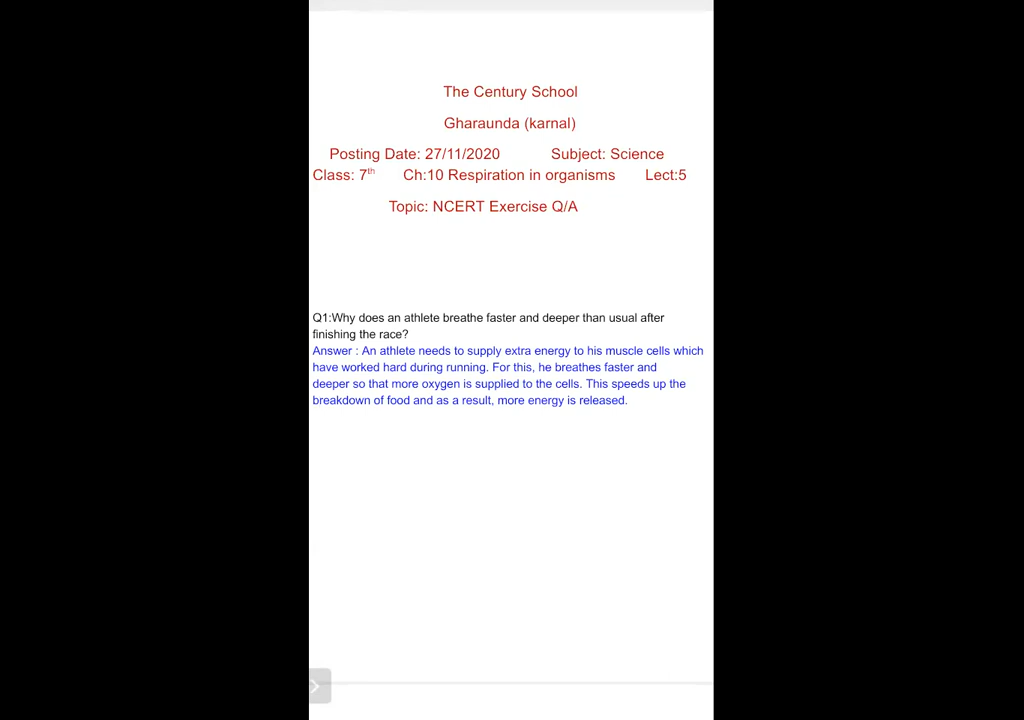 The Century School
Gharaunda (karnal)
Posting Date: 27/11/2020 Subject: Science
Class: 7th Ch:10 Respiration in organisms Lect:5
Topic: NCERT Exercise Q/A
Q1:Why does an athlete breathe faster and deeper than usual after
finishing the race?
Answer : An athlete needs to supply extra energy to his muscle cells which
have worked hard during running. For this, he breathes faster and
deeper so that more oxygen is supplied to the cells. This speeds up the
breakdown of food and as a result, more energy is released.